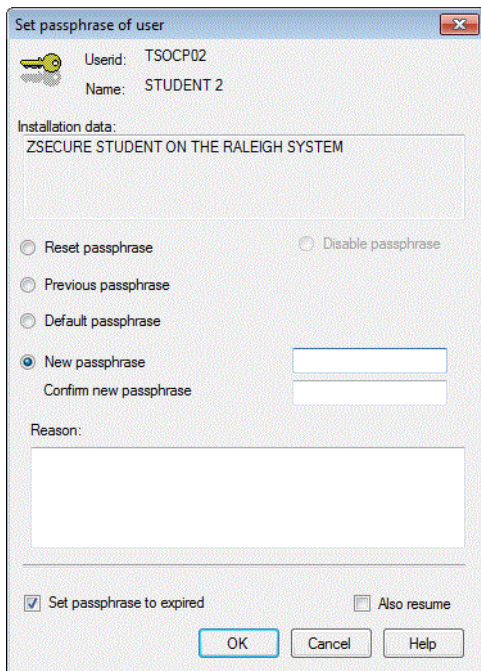 Set passphrase of user
Userid: TSOCP02
Name: STUDENT 2
Installation data:
ZSECURE STUDENT ON THE RALEIGH SYSTEM
Reset passphrase Disable passphrase
Previous passphrase
Default passphrase
New passphrase
Confirm new passphrase
Reason:
Set passphrase to expired Also resume
OK Cancel Help